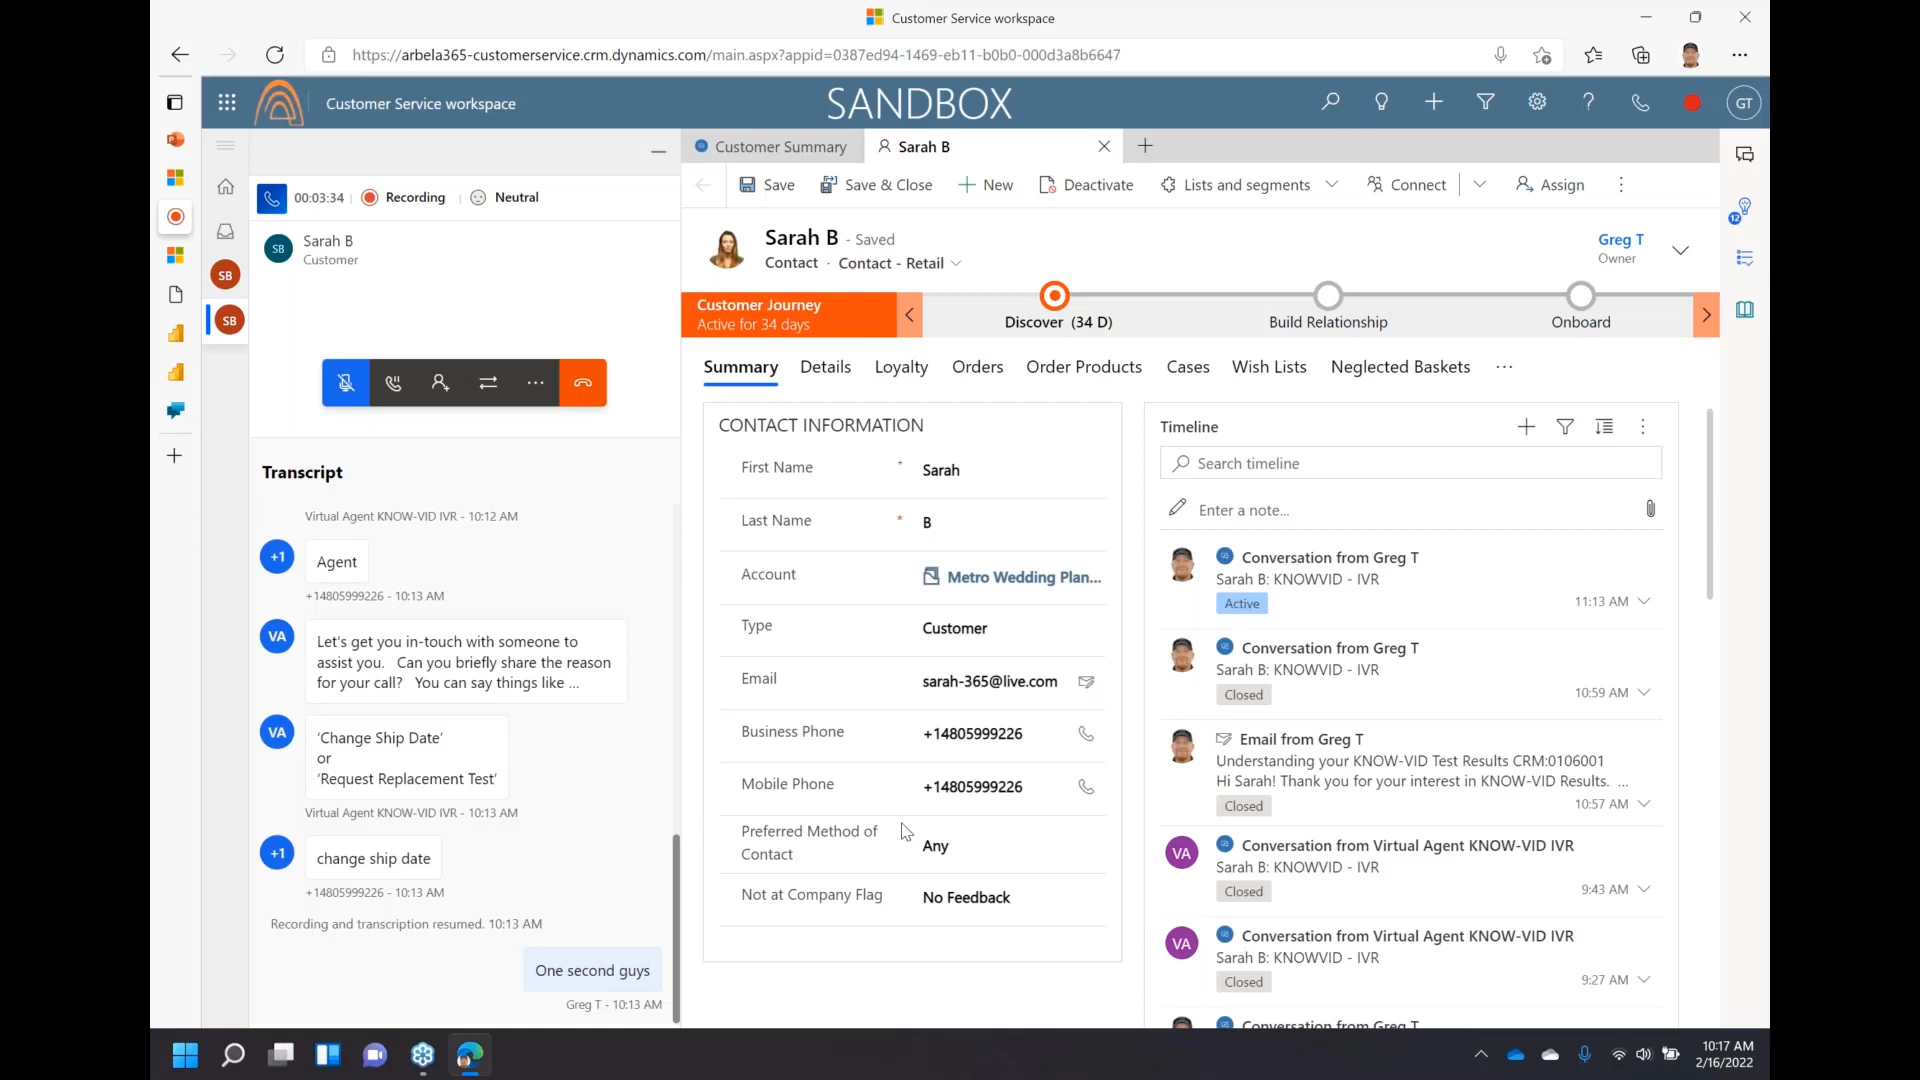 Customer Service workspace
https://arbela365-customerservice.crm.dynamics.com/main.aspx?appid=0387ed94-1469-eb11-b0b0-000d3a8b6647
Customer Service workspace
SANDBOX
GT
Customer Summary
Sarah B
00:03:34
Recording
Neutral
Save
Save & Close
New
Deactivate
Lists and segments
Connect
Assign
SB
Sarah B
Customer
SB
SB
Sarah B - Saved
Contact · Contact - Retail
Greg T
Owner
12
Customer Journey
Active for 34 days
Discover (34 D)
Build Relationship
Onboard
Summary
Details
Loyalty
Orders
Order Products
Cases
Wish Lists
Neglected Baskets
Transcript
Virtual Agent KNOW-VID IVR - 10:12 AM
+1
Agent
+14805999226 - 10:13 AM
VA
Let's get you in-touch with someone to
assist you. Can you briefly share the reason
for your call? You can say things like ...
VA
‘Change Ship Date’
or
‘Request Replacement Test’
Virtual Agent KNOW-VID IVR - 10:13 AM
+1
change ship date
+14805999226 - 10:13 AM
Recording and transcription resumed. 10:13 AM
One second guys
Greg T - 10:13 AM
CONTACT INFORMATION
First Name + Sarah
Last Name * B
Account Metro Wedding Plan...
Type Customer
Email sarah-365@live.com
Business Phone +14805999226
Mobile Phone +14805999226
Preferred Method of
Contact
Any
Not at Company Flag No Feedback
Timeline
Search timeline
Enter a note...
Conversation from Greg T
Sarah B: KNOWVID - IVR
Active
11:13 AM
Conversation from Greg T
Sarah B: KNOWVID - IVR
Closed
10:59 AM
Email from Greg T
Understanding your KNOW-VID Test Results CRM:0106001
Hi Sarah! Thank you for your interest in KNOW-VID Results. ...
Closed
10:57 AM
VA
Conversation from Virtual Agent KNOW-VID IVR
Sarah B: KNOWVID - IVR
Closed
9:43 AM
VA
Conversation from Virtual Agent KNOW-VID IVR
Sarah B: KNOWVID - IVR
Closed
9:27 AM
Conversation from Greg T
10:17 AM
2/16/2022